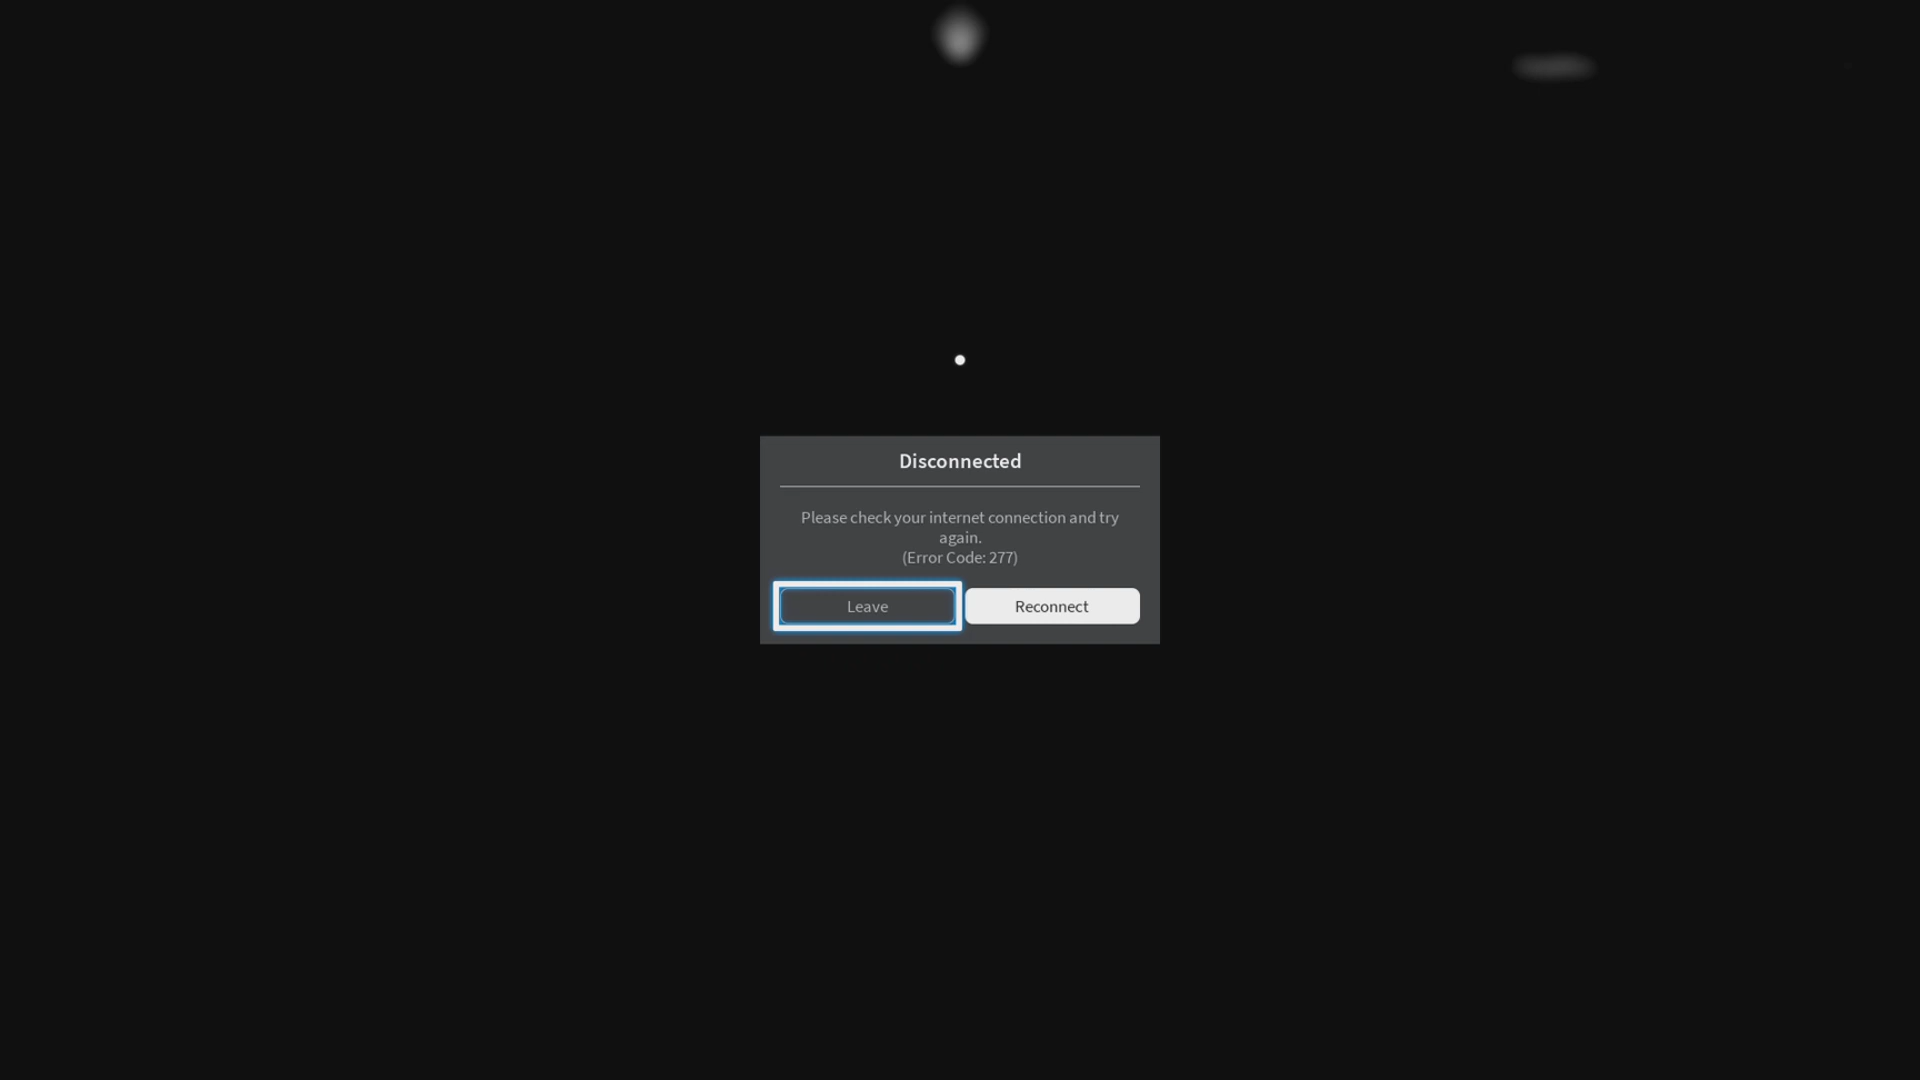 Disconnected
Please check your internet connection and try
again.
(Error Code: 277)
Leave
Reconnect